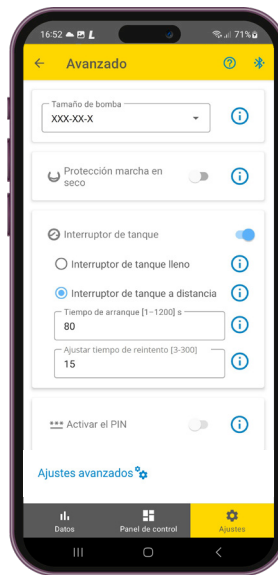 16:52 71%
Avanzado
Tamaño de bomba
XXX-XX-X
Protección marcha en
seco
Interruptor de tanque
Interruptor de tanque lleno
Interruptor de tanque a distancia
Tiempo de arranque [1–1200] s
80
Ajustar tiempo de reintento [3-300]
15
Activar el PIN
Ajustes avanzados
Datos Panel de control Ajustes